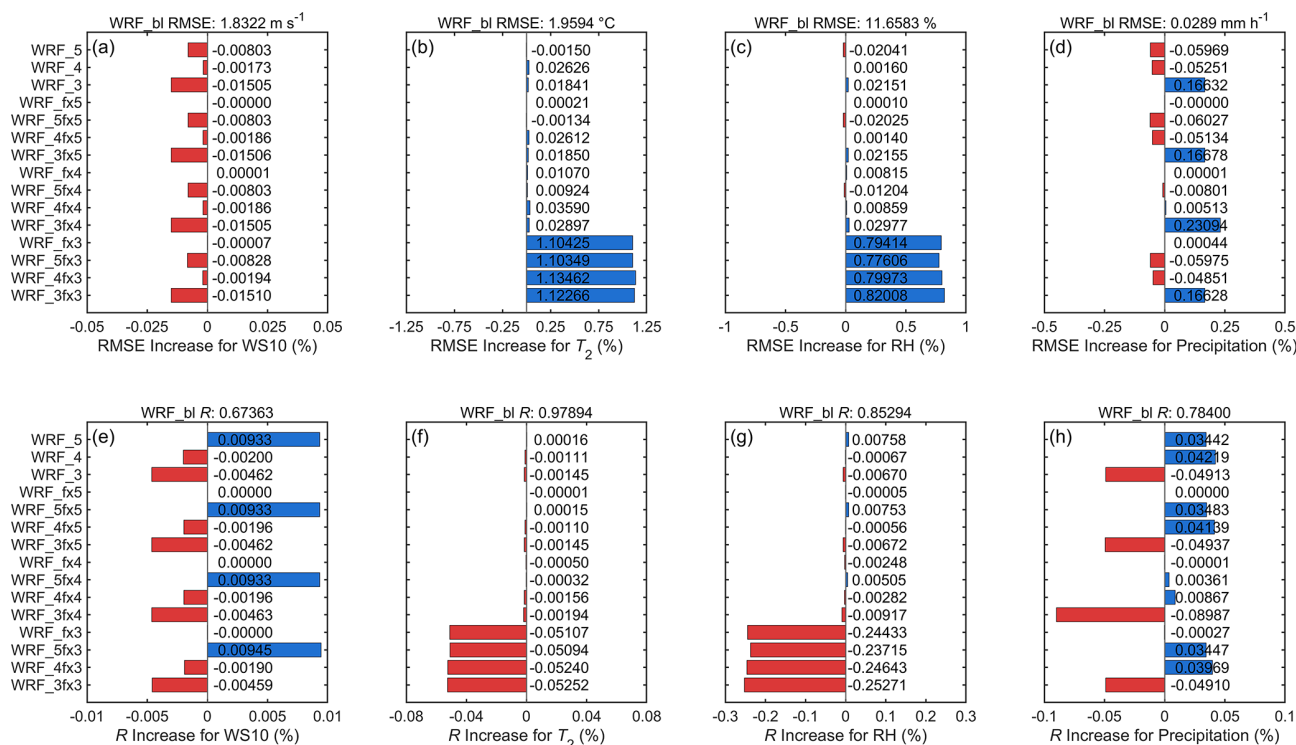 WRF_bl RMSE: 1.8322 m s⁻¹
WRF_bl RMSE: 1.9594 °C
WRF_bl RMSE: 11.6583 %
WRF_bl RMSE: 0.0289 mm h⁻¹
(a)
(b)
(c)
(d)
WRF_5 -0.00803 -0.00150 -0.02041 -0.05969
WRF_4 -0.00173 0.02626 0.00160 -0.05251
WRF_3 -0.01505 0.01841 0.02151 0.16632
WRF_fx5 -0.00000 0.00021 0.00010 -0.00000
WRF_5fx5 -0.00803 -0.00134 -0.02025 -0.06027
WRF_4fx5 -0.00186 0.02612 0.00140 -0.05134
WRF_3fx5 -0.01506 0.01850 0.02155 0.16678
WRF_fx4 0.00001 0.01070 0.00815 0.00001
WRF_5fx4 -0.00803 0.00924 -0.01204 -0.00801
WRF_4fx4 -0.00186 0.03590 0.00859 0.00513
WRF_3fx4 -0.01505 0.02897 0.02977 0.23094
WRF_fx3 -0.00007 1.10425 0.79414 0.00044
WRF_5fx3 -0.00828 1.10349 0.77606 -0.05975
WRF_4fx3 -0.00194 1.13462 0.79973 -0.04851
WRF_3fx3 -0.01510 1.12266 0.82008 0.16628
-0.05 -0.025 0 0.025 0.05
-1.25 -0.75 -0.25 0.25 0.75 1.25
-1 -0.5 0 0.5 1
-0.5 -0.25 0 0.25 0.5
RMSE Increase for WS10 (%)
RMSE Increase for T₂ (%)
RMSE Increase for RH (%)
RMSE Increase for Precipitation (%)
WRF_bl R: 0.67363
WRF_bl R: 0.97894
WRF_bl R: 0.85294
WRF_bl R: 0.78400
(e)
(f)
(g)
(h)
WRF_5 0.00933 0.00016 0.00758 0.03442
WRF_4 -0.00200 -0.00111 -0.00067 0.04219
WRF_3 -0.00462 -0.00145 -0.00670 -0.04913
WRF_fx5 0.00000 -0.00001 -0.00005 0.00000
WRF_5fx5 0.00933 0.00015 0.00753 0.03483
WRF_4fx5 -0.00196 -0.00110 -0.00056 0.04139
WRF_3fx5 -0.00462 -0.00145 -0.00672 -0.04937
WRF_fx4 0.00000 -0.00050 -0.00248 -0.00001
WRF_5fx4 0.00933 -0.00032 0.00505 0.00361
WRF_4fx4 -0.00196 -0.00156 -0.00282 0.00867
WRF_3fx4 -0.00463 -0.00194 -0.00917 -0.08987
WRF_fx3 -0.00000 -0.05107 -0.24433 -0.00027
WRF_5fx3 0.00945 -0.05094 -0.23715 0.03447
WRF_4fx3 -0.00190 -0.05240 -0.24643 0.03969
WRF_3fx3 -0.00459 -0.05252 -0.25271 -0.04910
-0.01 -0.005 0 0.005 0.01
-0.08 -0.04 0 0.04 0.08
-0.3 -0.2 -0.1 0 0.1 0.2 0.3
-0.1 -0.05 0 0.05 0.1
R Increase for WS10 (%)
R Increase for T₂ (%)
R Increase for RH (%)
R Increase for Precipitation (%)